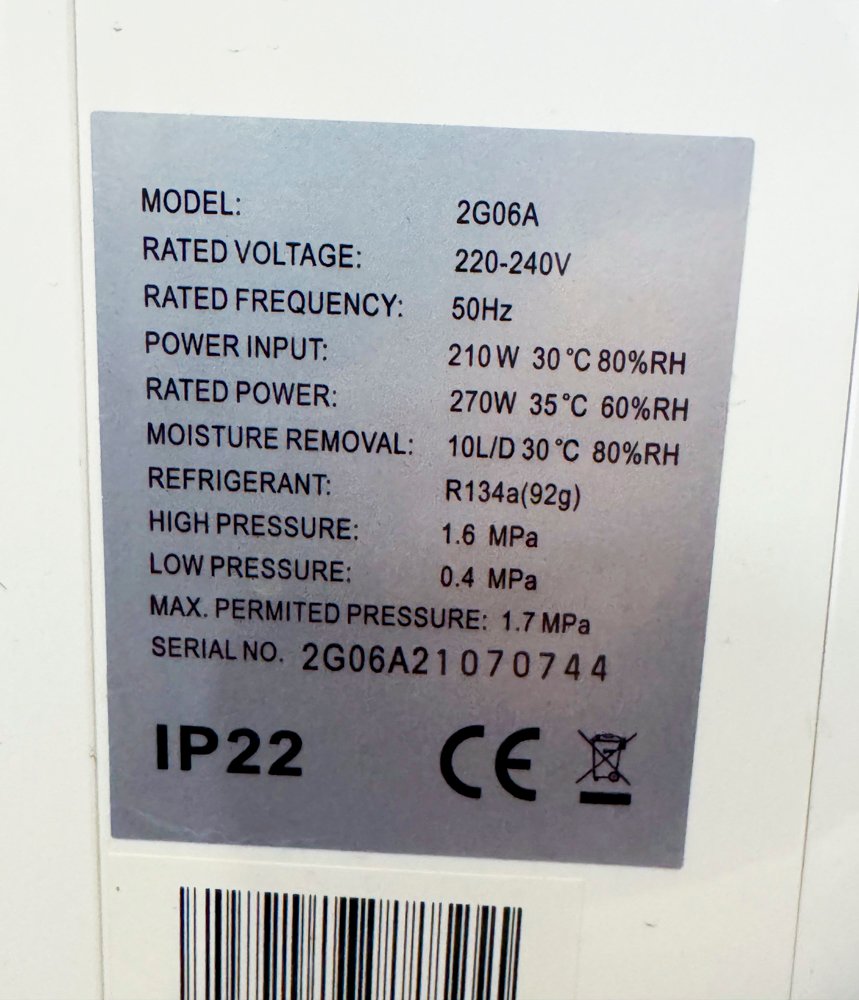 MODEL: 2G06A
RATED VOLTAGE: 220-240V
RATED FREQUENCY: 50Hz
POWER INPUT: 210W 30°C 80%RH
RATED POWER: 270W 35°C 60%RH
MOISTURE REMOVAL: 10L/D 30°C 80%RH
REFRIGERANT: R134a(92g)
HIGH PRESSURE: 1.6 MPa
LOW PRESSURE: 0.4 MPa
MAX. PERMITED PRESSURE: 1.7 MPa
SERIAL NO. 2G06A21070744
IP22 CE